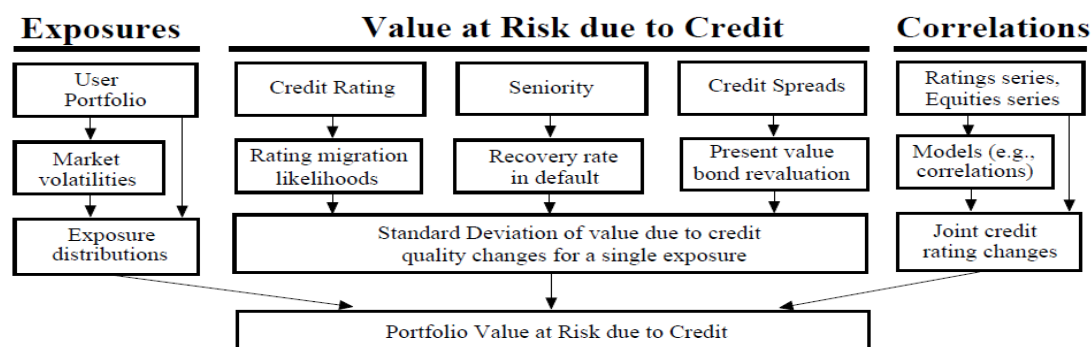 Exposures
Value at Risk due to Credit
Correlations
User
Portfolio
Credit Rating
Seniority
Credit Spreads
Ratings series,
Equities series
Market
volatilities
Rating migration
likelihoods
Recovery rate
in default
Present value
bond revaluation
Models (e.g.,
correlations)
Exposure
distributions
Standard Deviation of value due to credit
quality changes for a single exposure
Joint credit
rating changes
Portfolio Value at Risk due to Credit